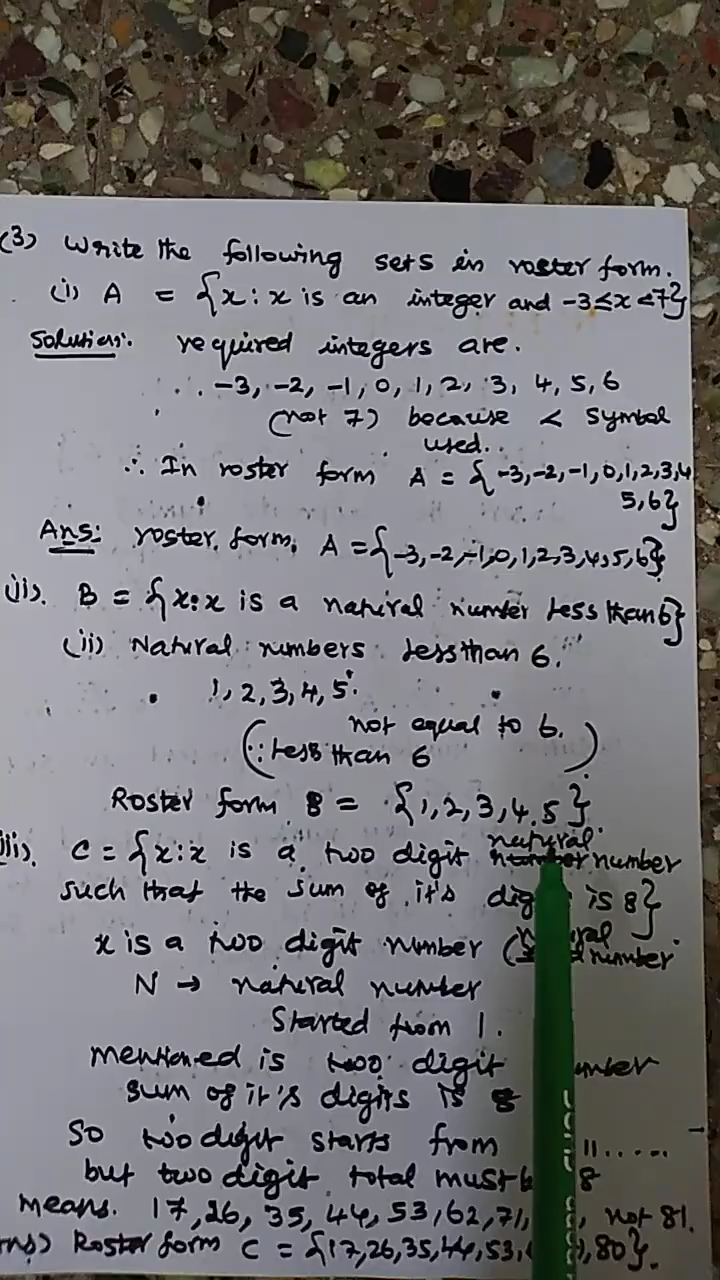 (3) Write the following sets in roster form.
(i) A = {x : x is an integer and -3≤x<7}
Solution: required integers are.
-3, -2, -1, 0, 1, 2, 3, 4, 5, 6
(not 7) because < symbol
used..
∴ In roster form A = {-3,-2,-1,0,1,2,3,4
5,6}
Ans: roster form, A = {-3,-2,-1,0,1,2,3,4,5,6}
(ii). B = {x:x is a natural number less than 6}
(ii) Natural numbers less than 6.
1, 2, 3, 4, 5.
not equal to 6.
(∵ less than 6)
Roster form B = {1,2,3,4.5}
natural
iii). C = {x:x is a two digit number number
such that the sum of it's is 8}
x is a two digit number ( number
N → natural number
Started from 1.
mentioned is two digit
sum of it's digits is 8
So two digit starts from 11.....
but two digit total must 8
means. 17, 26, 35, 44, 53, 62, 71, not 81.
Roster form C = {17,26,35,44,53, ,80}.